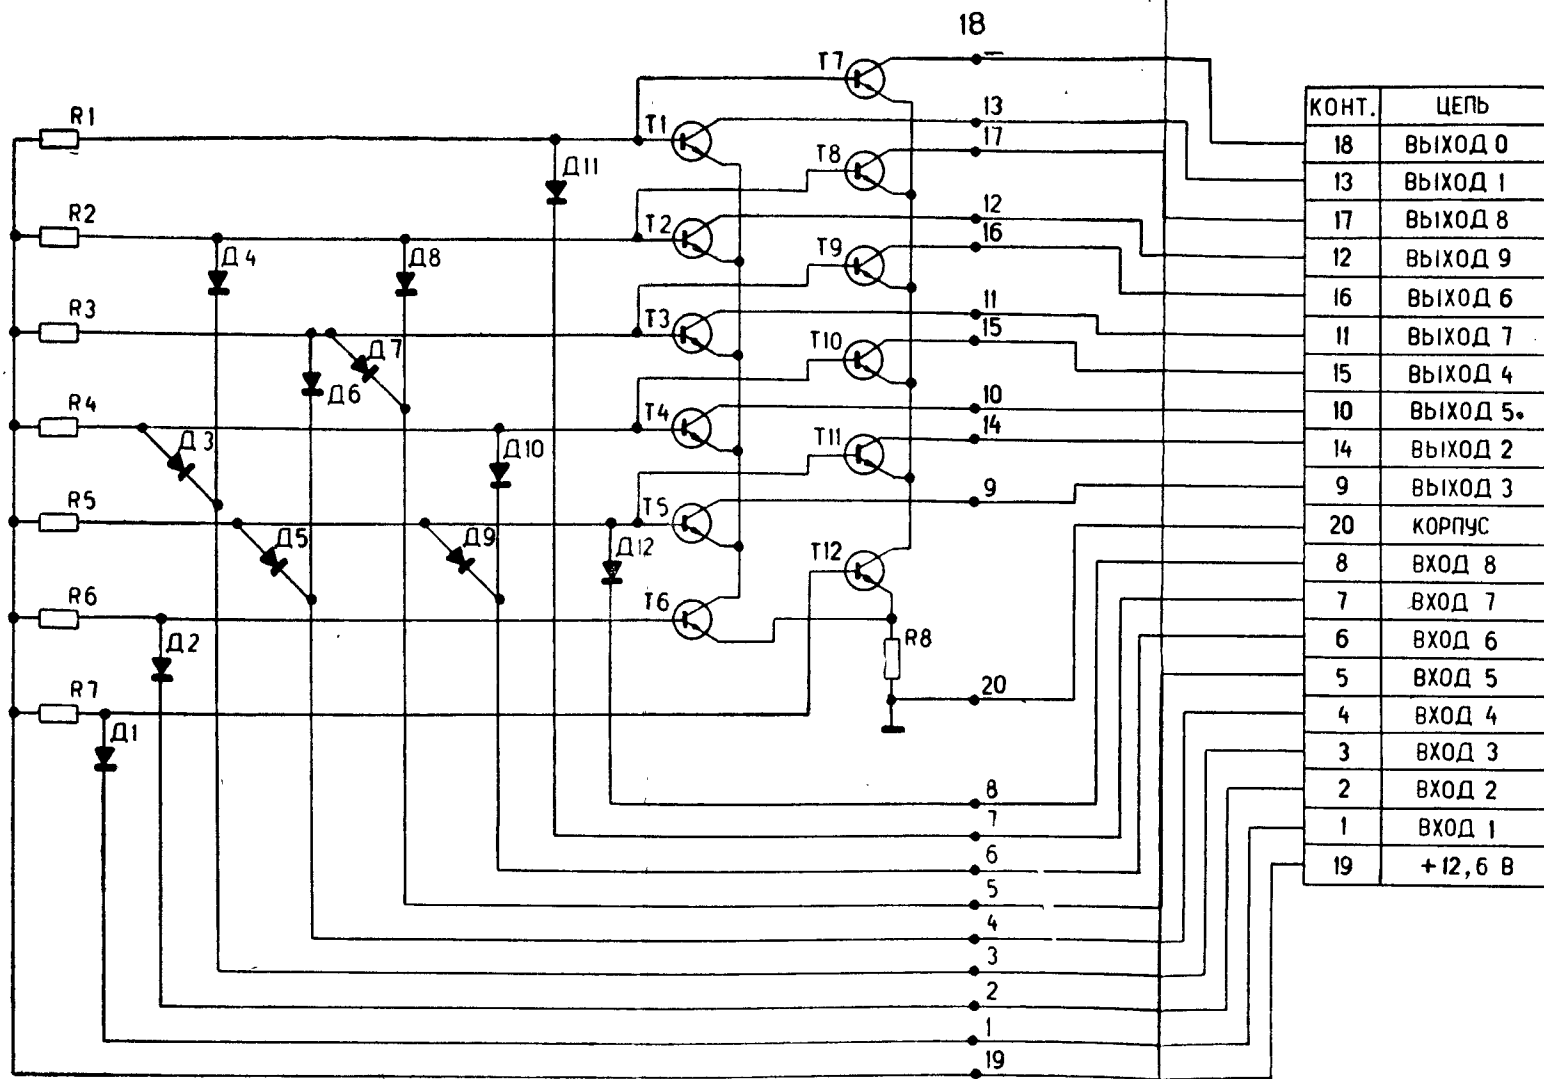 18
T7
R1
T1
13
17
Д11
T8
R2
T2
12
16
Д4
Д8
T9
R3
T3
11
15
Д7
T10
Д6
R4
T4
10
14
Д3
Д10
T11
R5
T5
9
Д5
Д9
Д12
T12
R6
T6
Д2
R8
R7
20
Д1
8
7
6
5
4
3
2
1
19
КОНТ. ЦЕПЬ
18 ВЫХОД 0
13 ВЫХОД 1
17 ВЫХОД 8
12 ВЫХОД 9
16 ВЫХОД 6
11 ВЫХОД 7
15 ВЫХОД 4
10 ВЫХОД 5
14 ВЫХОД 2
9 ВЫХОД 3
20 КОРПУС
8 ВХОД 8
7 ВХОД 7
6 ВХОД 6
5 ВХОД 5
4 ВХОД 4
3 ВХОД 3
2 ВХОД 2
1 ВХОД 1
19 +12,6 В